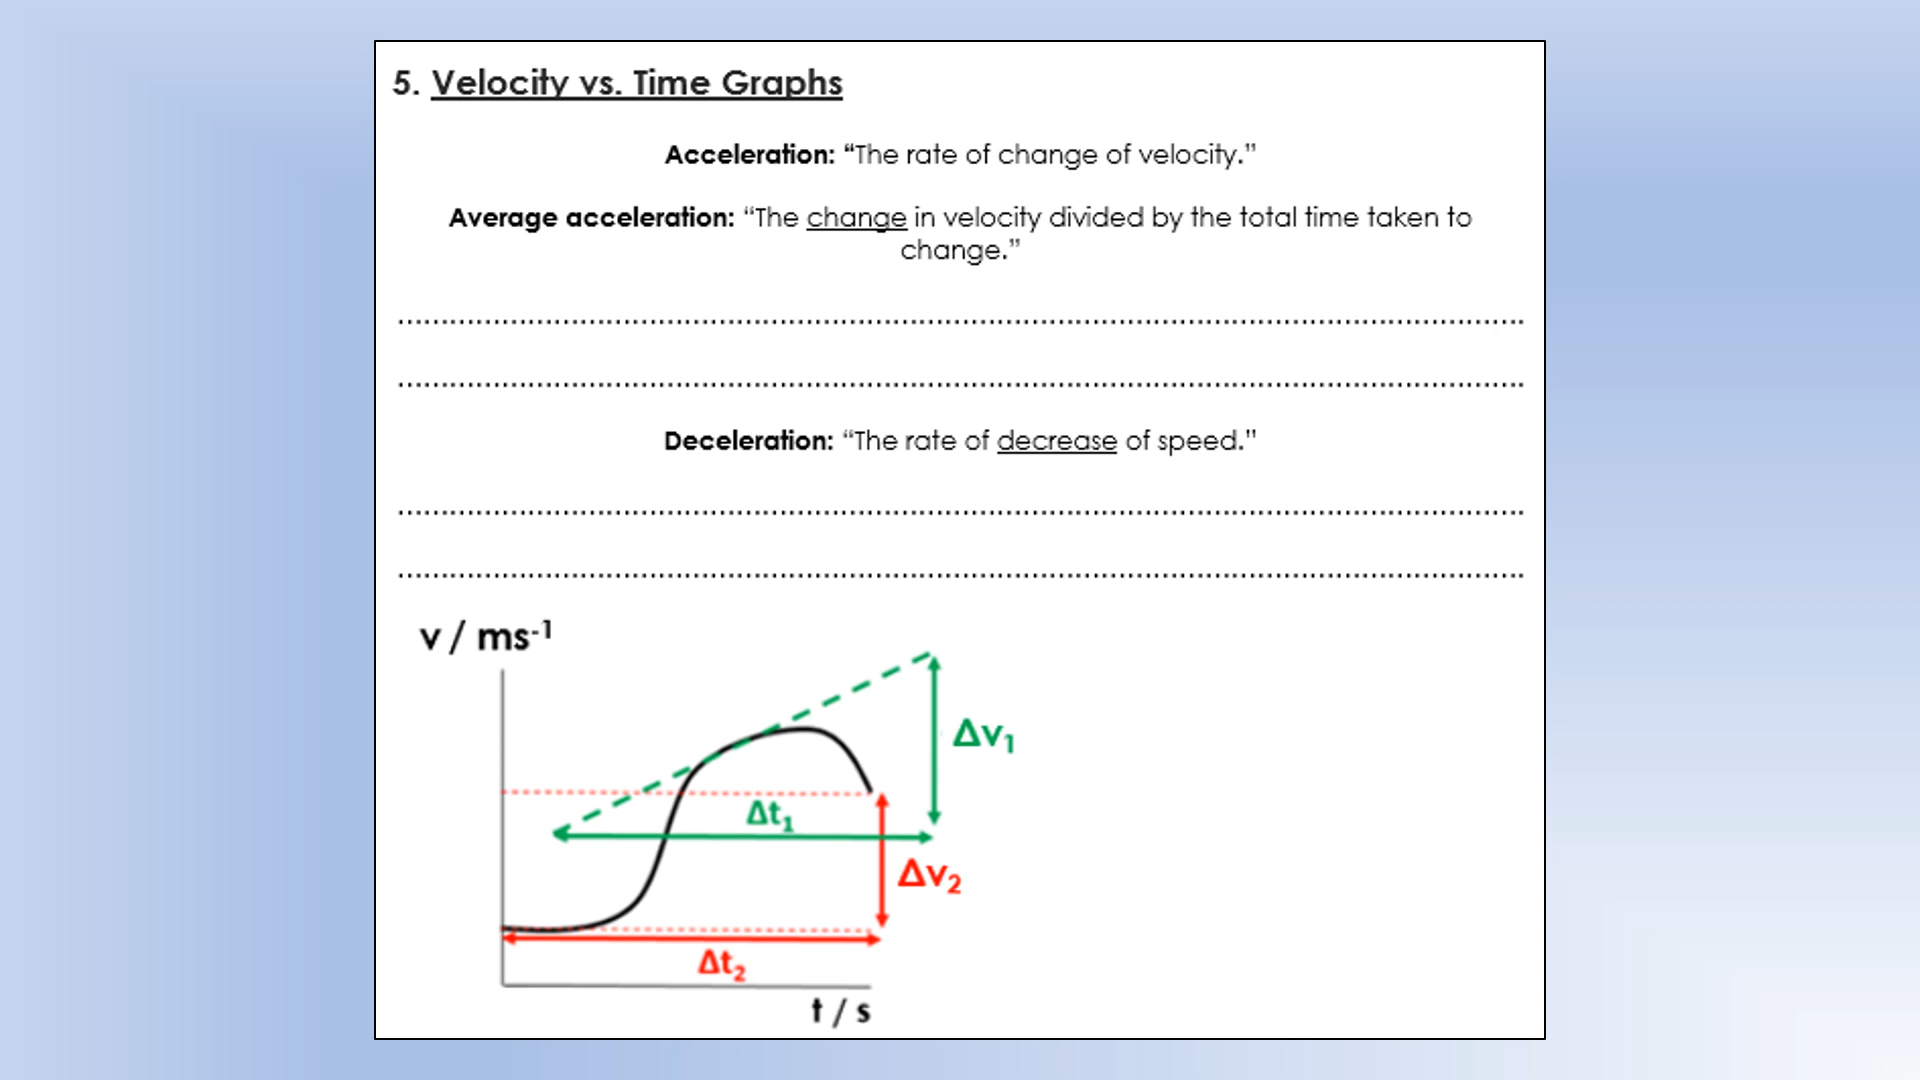 5. Velocity vs. Time Graphs
Acceleration: “The rate of change of velocity.”
Average acceleration: “The change in velocity divided by the total time taken to
change.”
Deceleration: “The rate of decrease of speed.”
v / ms⁻¹
Δv₁
Δt₁
Δv₂
Δt₂
t / s